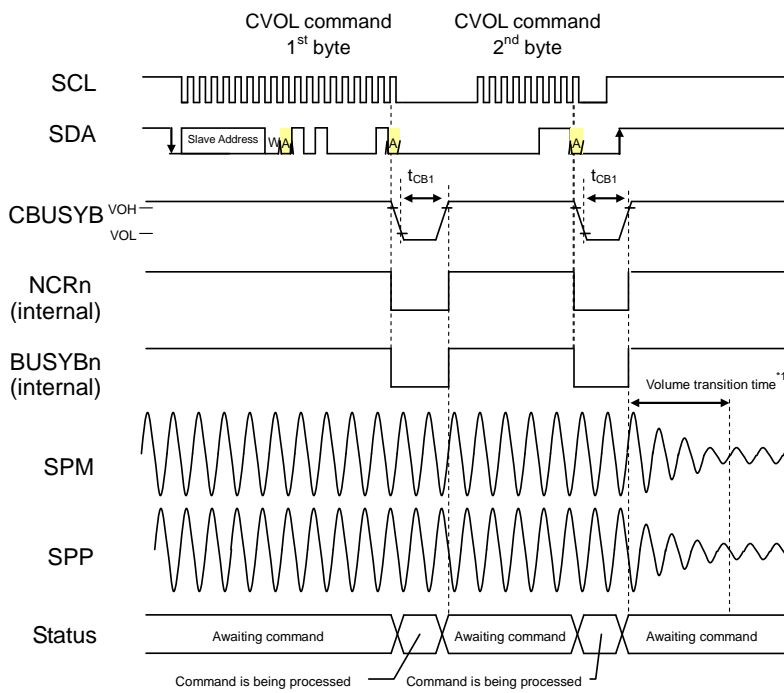 CVOL command
1st byte
CVOL command
2nd byte
SCL
SDA
Slave Address
W
A
A
A
tCB1
tCB1
CBUSYB
VOH
VOL
NCRn
(internal)
BUSYBn
(internal)
Volume transition time*1
SPM
SPP
Status
Awaiting command
Awaiting command
Awaiting command
Command is being processed
Command is being processed